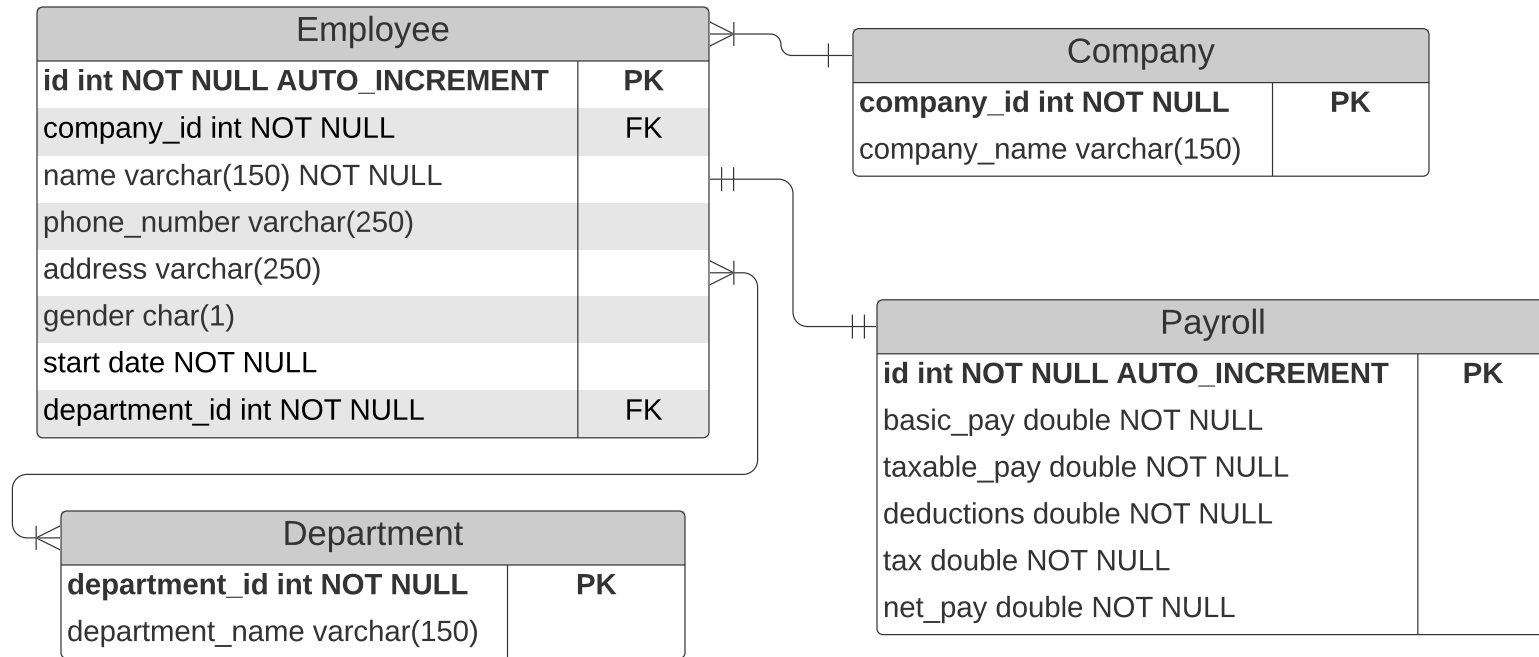 Employee
id int NOT NULL AUTO_INCREMENT PK
company_id int NOT NULL FK
name varchar(150) NOT NULL
phone_number varchar(250)
address varchar(250)
gender char(1)
start date NOT NULL
department_id int NOT NULL FK
Company
company_id int NOT NULL PK
company_name varchar(150)
Payroll
id int NOT NULL AUTO_INCREMENT PK
basic_pay double NOT NULL
taxable_pay double NOT NULL
deductions double NOT NULL
tax double NOT NULL
net_pay double NOT NULL
Department
department_id int NOT NULL PK
department_name varchar(150)